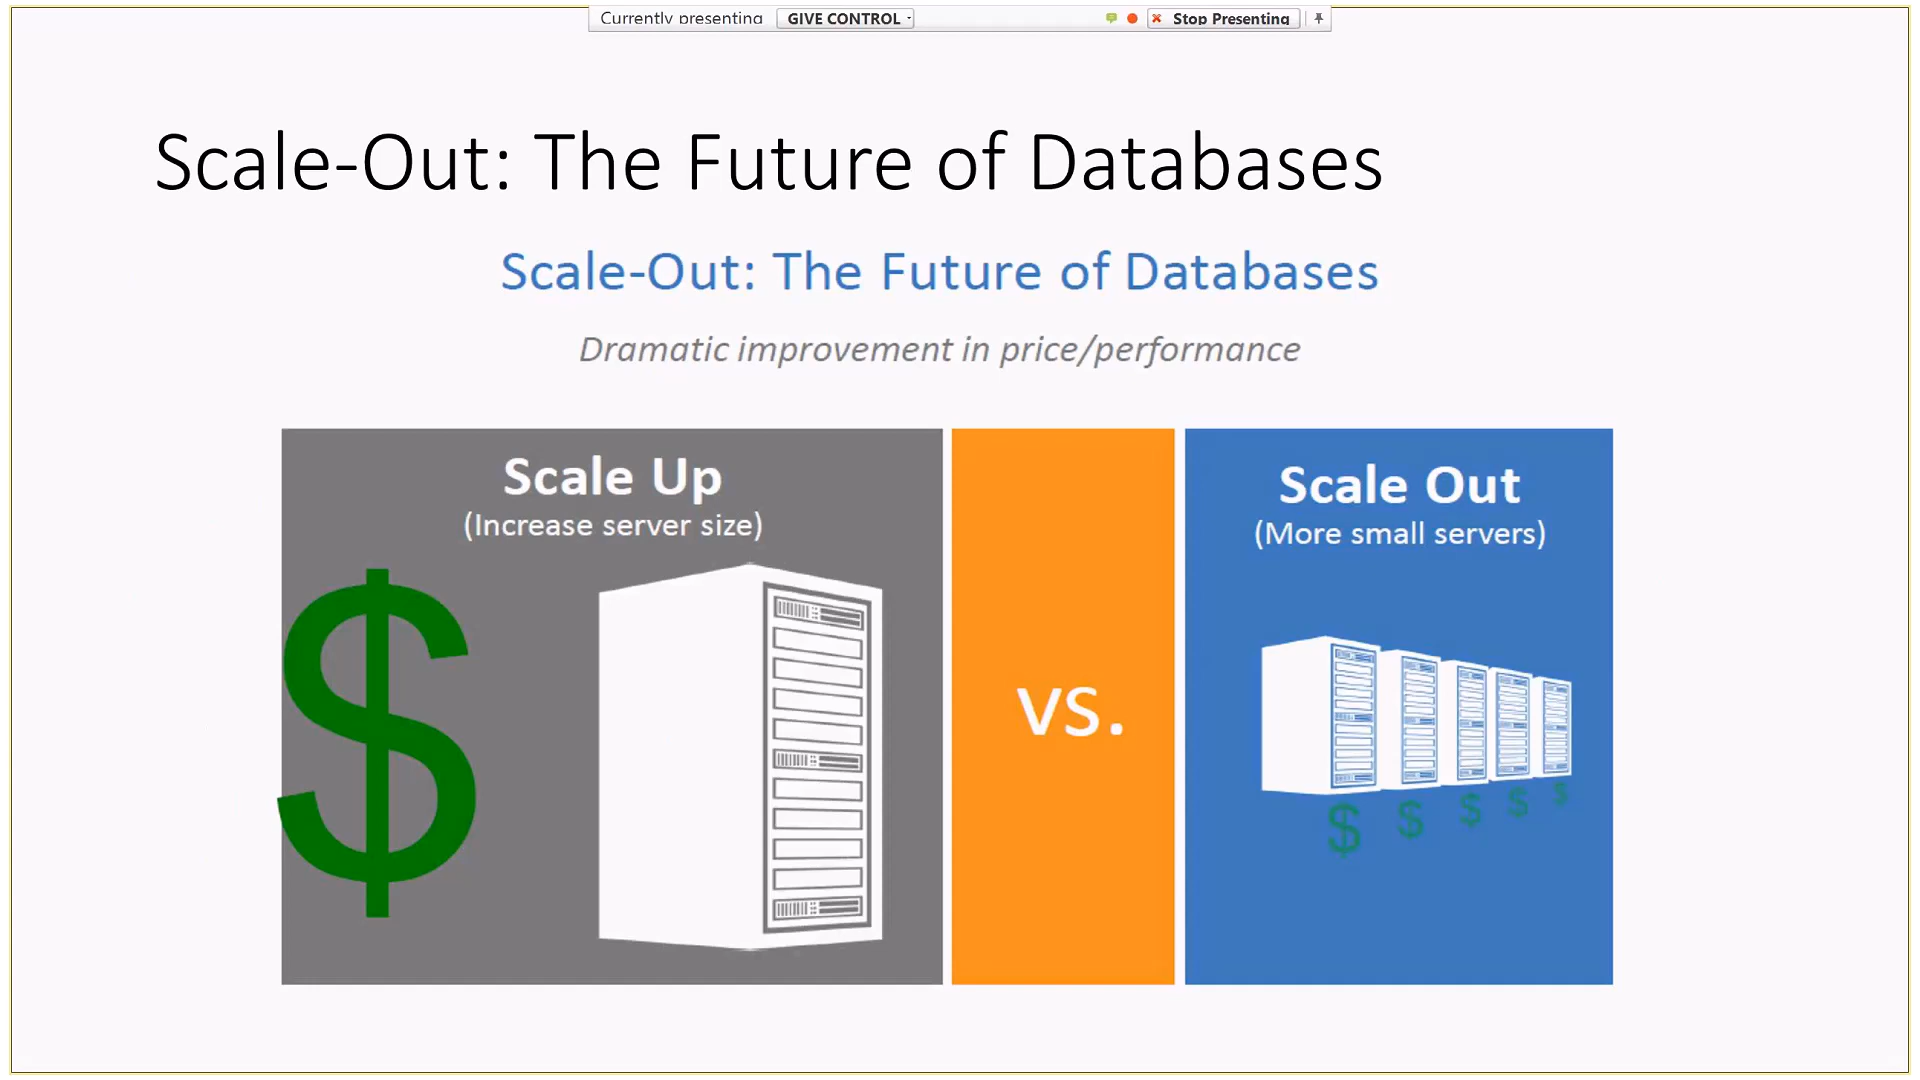 Currently presenting GIVE CONTROL Stop Presenting
Scale-Out: The Future of Databases
Scale-Out: The Future of Databases
Dramatic improvement in price/performance
Scale Up
(Increase server size)
$
vs.
Scale Out
(More small servers)
$ $ $ $ $